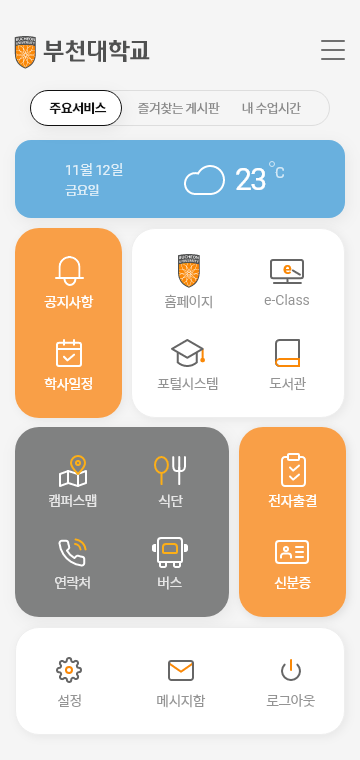 부천대학교
주요서비스 즐겨찾는 게시판 내 수업시간
11월 12일
금요일
23°C
공지사항
홈페이지 e-Class
학사일정
포털시스템 도서관
캠퍼스맵 식단
전자출결
연락처 버스
신분증
설정 메시지함 로그아웃